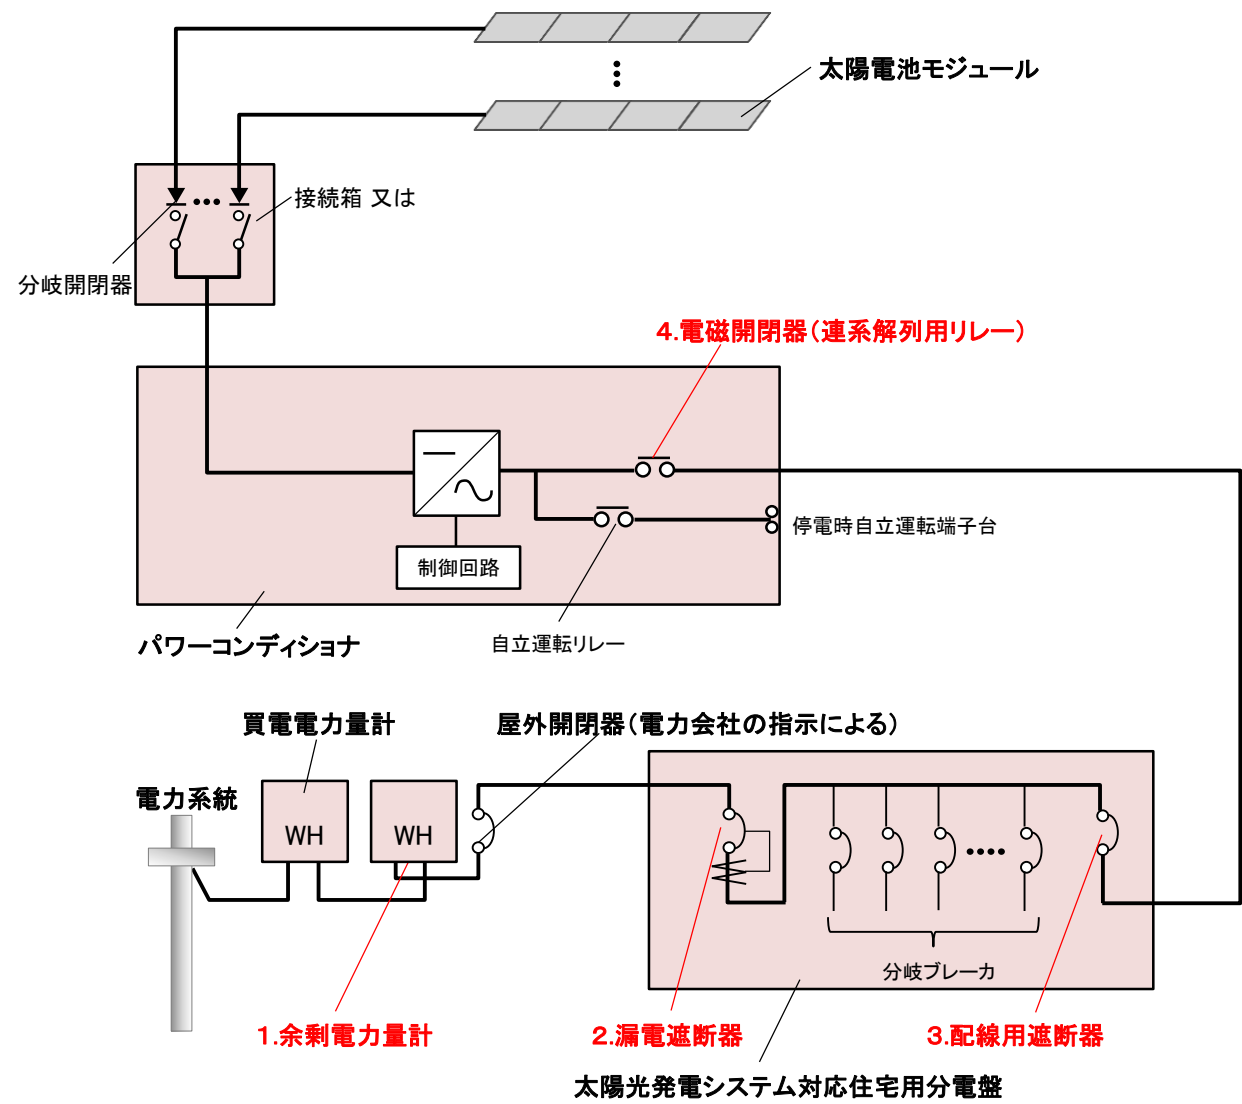 太陽電池モジュール
接続箱 又は
分岐開閉器
4.電磁開閉器（連系解列用リレー）
停電時自立運転端子台
制御回路
パワーコンディショナ
自立運転リレー
買電電力量計
屋外開閉器（電力会社の指示による）
電力系統
WH
WH
分岐ブレーカ
1.余剰電力量計
2.漏電遮断器
3.配線用遮断器
太陽光発電システム対応住宅用分電盤